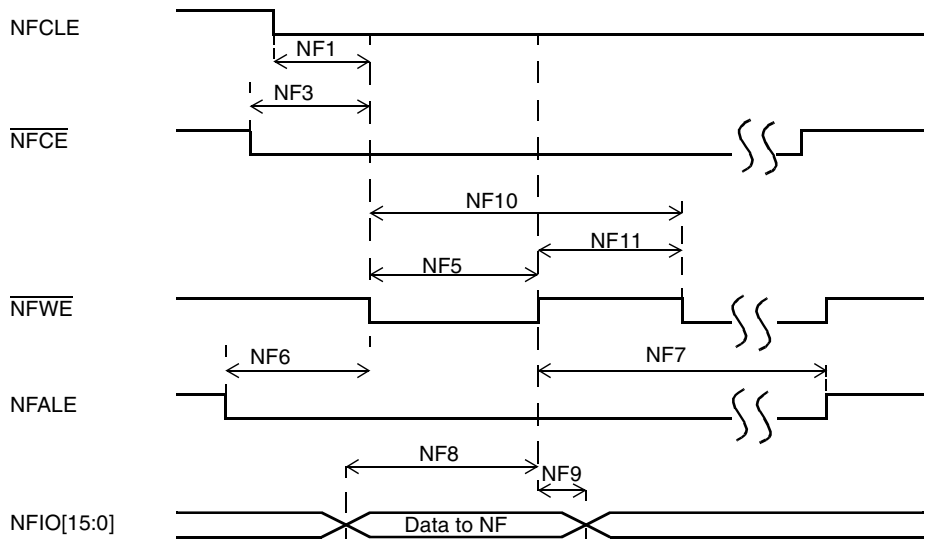 NFCLE
NF1
NF3
NFCE
NF10
NF11
NF5
NFWE
NF6
NF7
NFALE
NF8
NF9
NFIO[15:0]
Data to NF